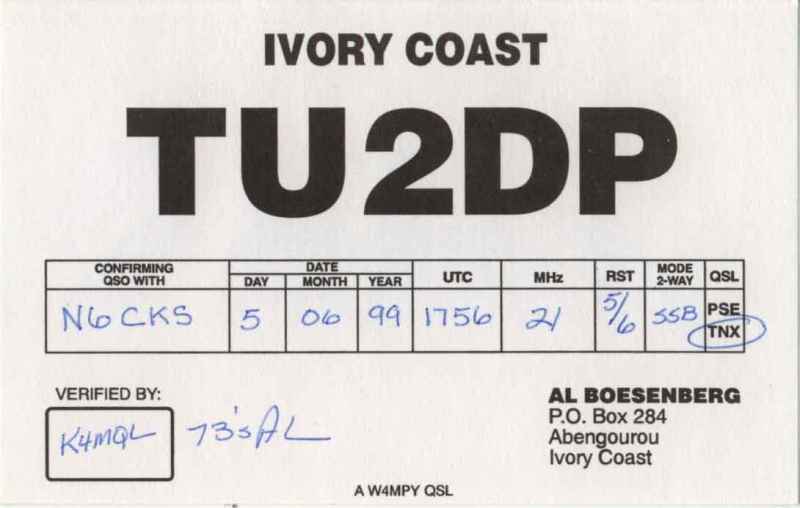 IVORY COAST
TU2DP
CONFIRMING QSO WITH DATE UTC MHz RST MODE 2-WAY QSL
DAY MONTH YEAR
N6CKS 5 06 99 1756 21 5/6 SSB PSE
TNX
VERIFIED BY:
K4MQL 73's AL
AL BOESENBERG
P.O. Box 284
Abengourou
Ivory Coast
A W4MPY QSL